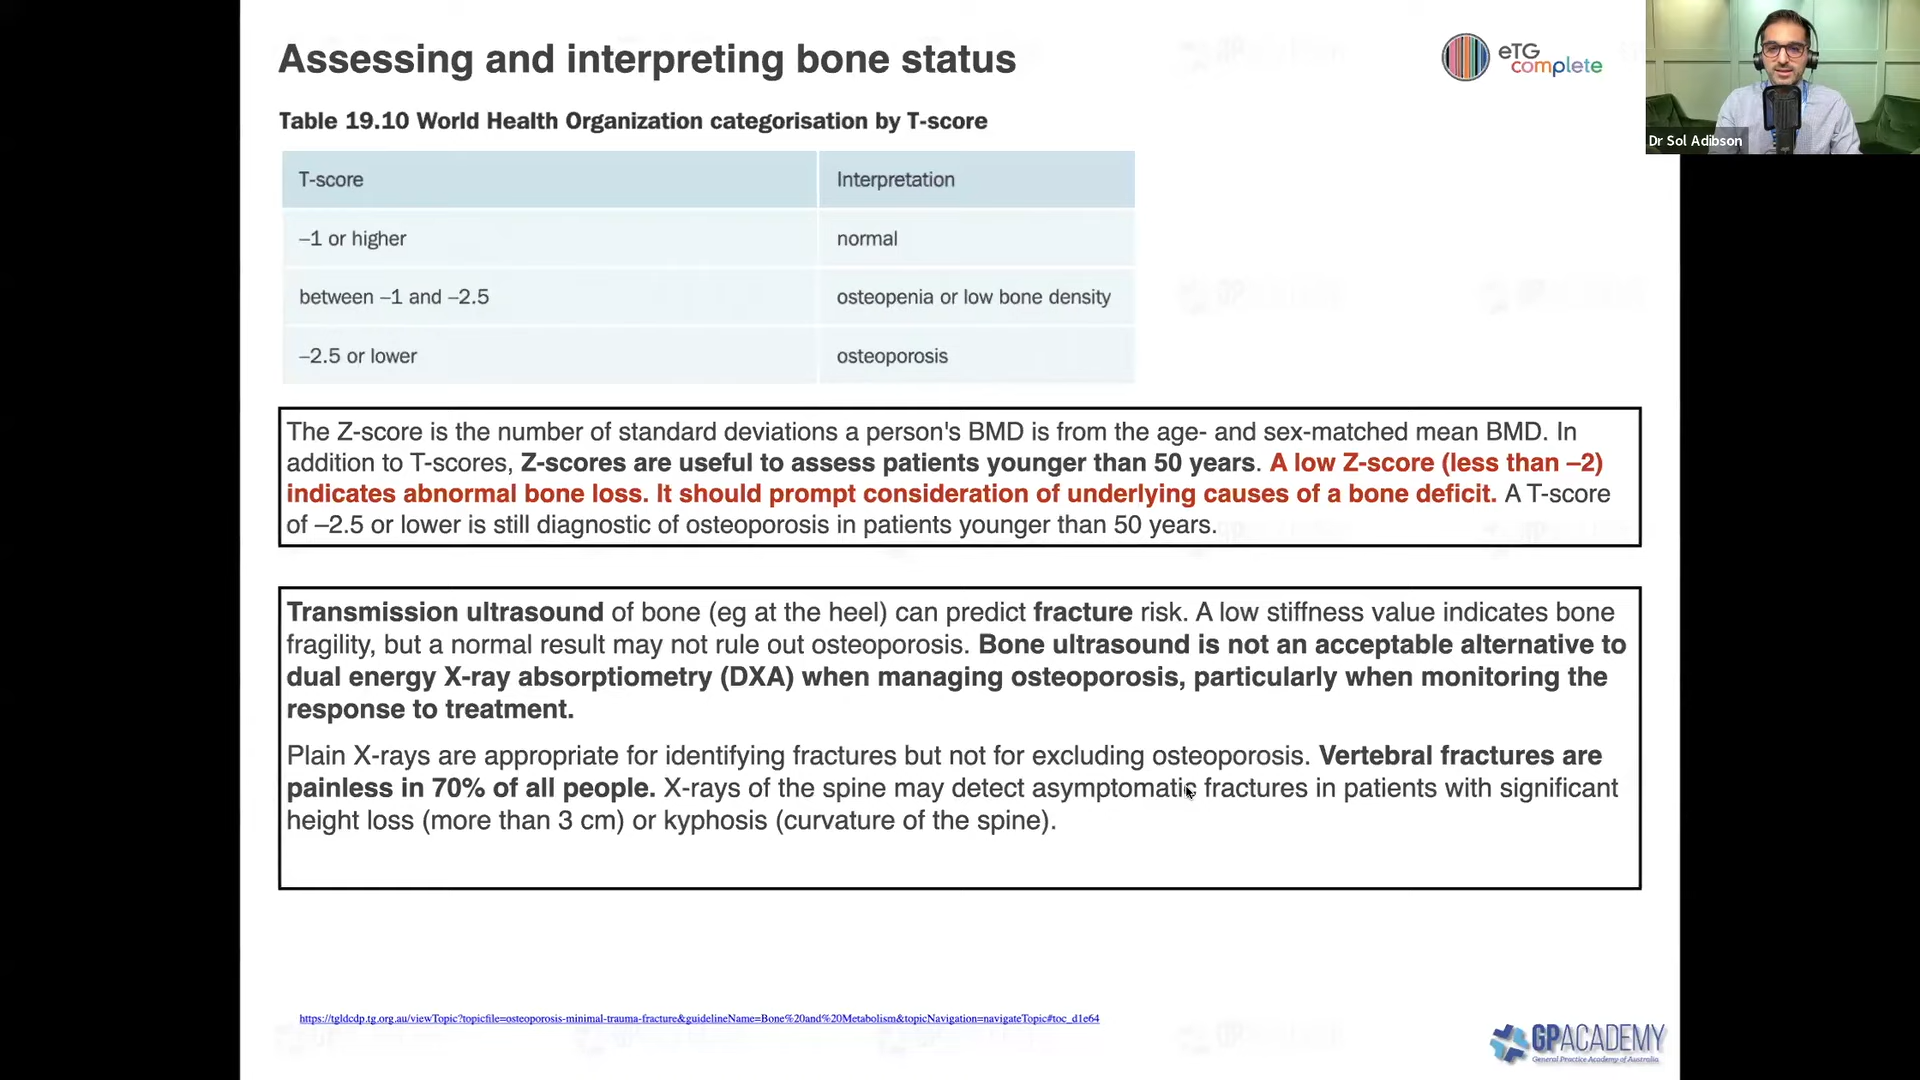 Assessing and interpreting bone status
eTG
complete
Dr Sol Adibson
Table 19.10 World Health Organization categorisation by T-score
T-score Interpretation
–1 or higher normal
between –1 and –2.5 osteopenia or low bone density
–2.5 or lower osteoporosis
The Z-score is the number of standard deviations a person's BMD is from the age- and sex-matched mean BMD. In
addition to T-scores, Z-scores are useful to assess patients younger than 50 years. A low Z-score (less than –2)
indicates abnormal bone loss. It should prompt consideration of underlying causes of a bone deficit. A T-score
of –2.5 or lower is still diagnostic of osteoporosis in patients younger than 50 years.
Transmission ultrasound of bone (eg at the heel) can predict fracture risk. A low stiffness value indicates bone
fragility, but a normal result may not rule out osteoporosis. Bone ultrasound is not an acceptable alternative to
dual energy X-ray absorptiometry (DXA) when managing osteoporosis, particularly when monitoring the
response to treatment.
Plain X-rays are appropriate for identifying fractures but not for excluding osteoporosis. Vertebral fractures are
painless in 70% of all people. X-rays of the spine may detect asymptomatic fractures in patients with significant
height loss (more than 3 cm) or kyphosis (curvature of the spine).
https://tgldcdp.tg.org.au/viewTopic?topicfile=osteoporosis-minimal-trauma-fracture&guidelineName=Bone%20and%20Metabolism&topicNavigation=navigateTopic#toc_d1e64
GPACADEMY
General Practice Academy of Australia